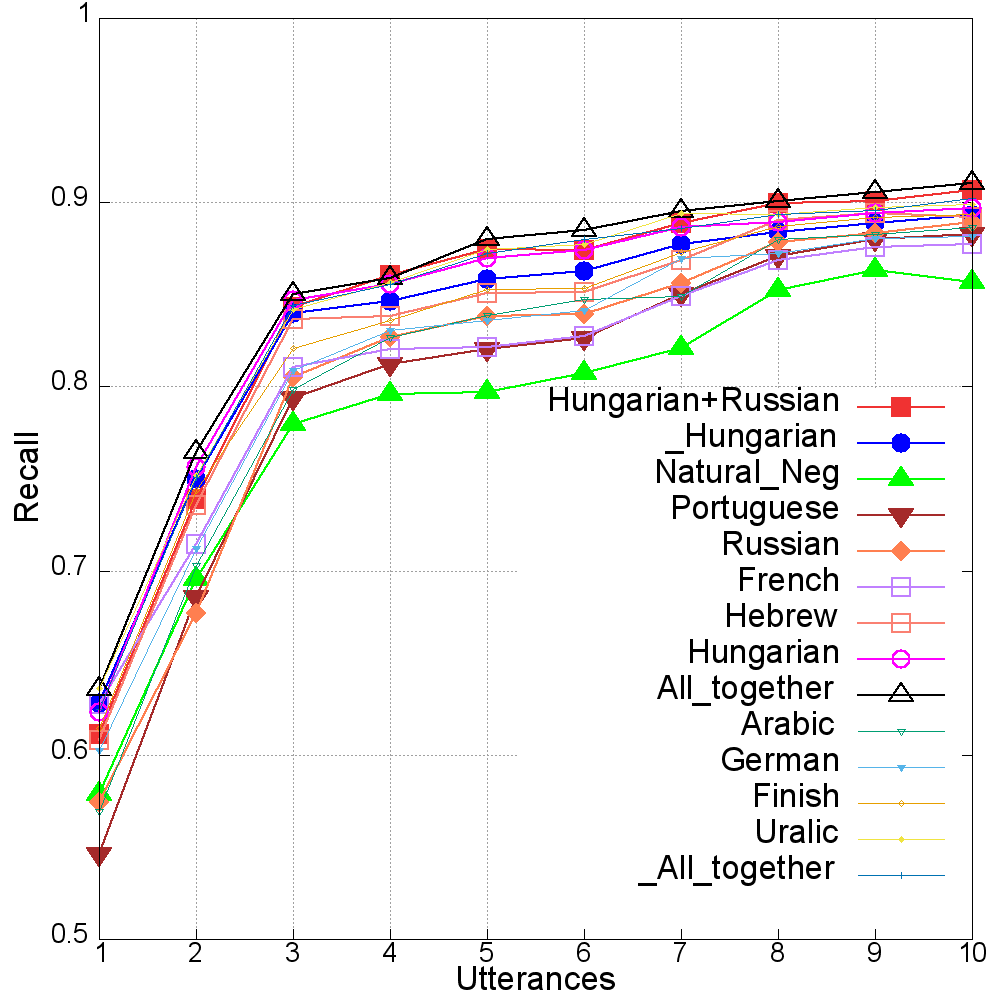 1
0.9
0.8
0.7
0.6
0.5
Recall
Hungarian+Russian
_Hungarian
Natural_Neg
Portuguese
Russian
French
Hebrew
Hungarian
All_together
Arabic
German
Finish
Uralic
_All_together
1 2 3 4 5 6 7 8 9 10
Utterances